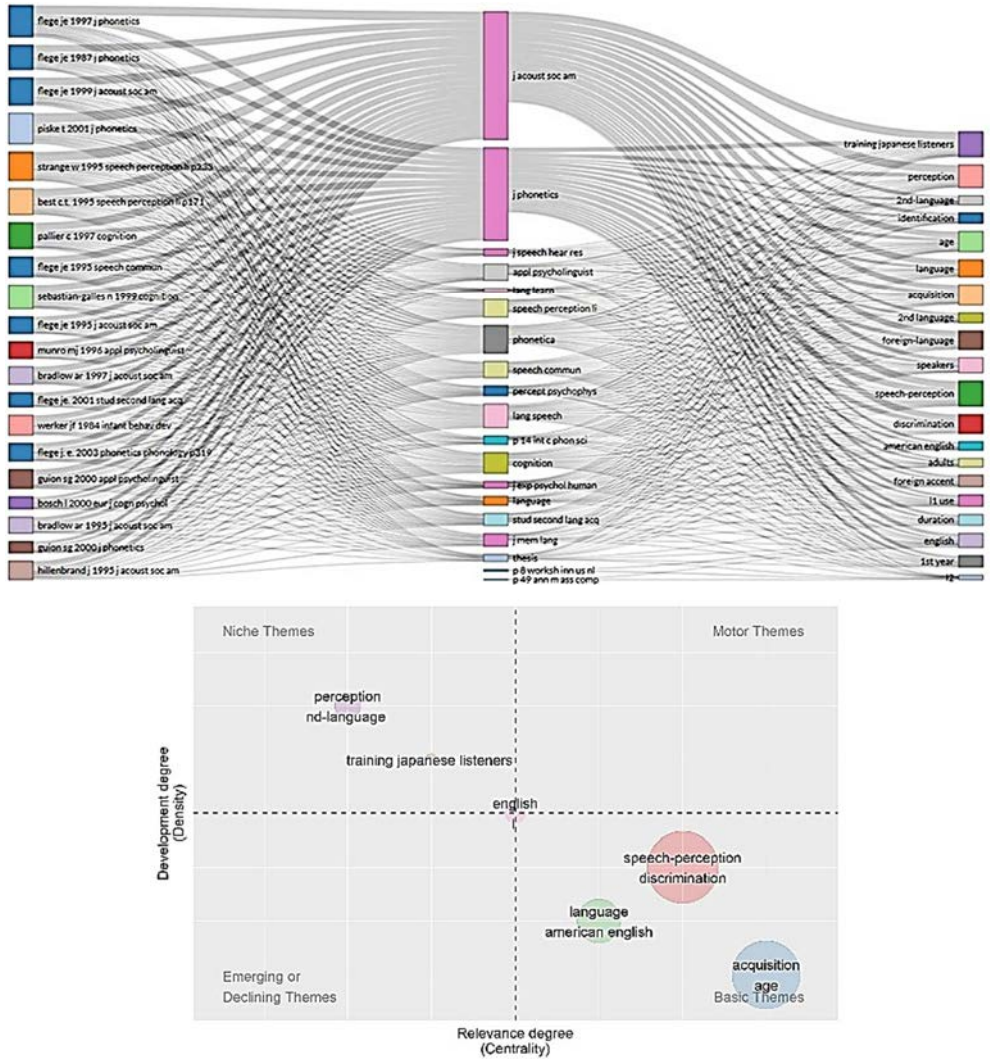 flege je 1997 j phonetics
flege je 1987 j phonetics
flege je 1999 j acoust soc am
piske t 2001 j phonetics
strange w 1995 speech perception li p
best c.t. 1995 speech perception li p171
pallier c 1997 cognition
flege je 1995 speech commun
sebastian-galles n 1999 cognition
flege je 1995 j acoust soc am
munro mj 1996 appl psycholinguist
bradlow ar 1997 j acoust soc am
flege je. 2001 stud second lang acq
werker jf 1984 infant behav dev
flege j. e. 2003 phonetics phonology p319
guion sg 2000 appl psycholinguist
bosch l 2000 eur j cogn psychol
bradlow ar 1995 j acoust soc am
guion sg 2000 j phonetics
hillenbrand j 1995 j acoust soc am
j acoust soc am
j phonetics
j speech hear res
appl psycholinguist
lang learn
speech perception li
phonetica
speech commun
percept psychophys
lang speech
p 14 int c phon sci
cognition
j exp psychol human
language
stud second lang acq
j mem lang
thesis
p 8 worksh inn us nl
p 49 ann m ass comp
training japanese listeners
perception
2nd-language
identification
age
language
acquisition
2nd language
foreign-language
speakers
speech-perception
discrimination
american english
adults
foreign accent
l1 use
duration
english
1st year
l2
Niche Themes
Motor Themes
perception
nd-language
training japanese listeners
english
speech-perception
discrimination
language
american english
acquisition
age
Emerging or
Declining Themes
Basic Themes
Development degree
(Density)
Relevance degree
(Centrality)